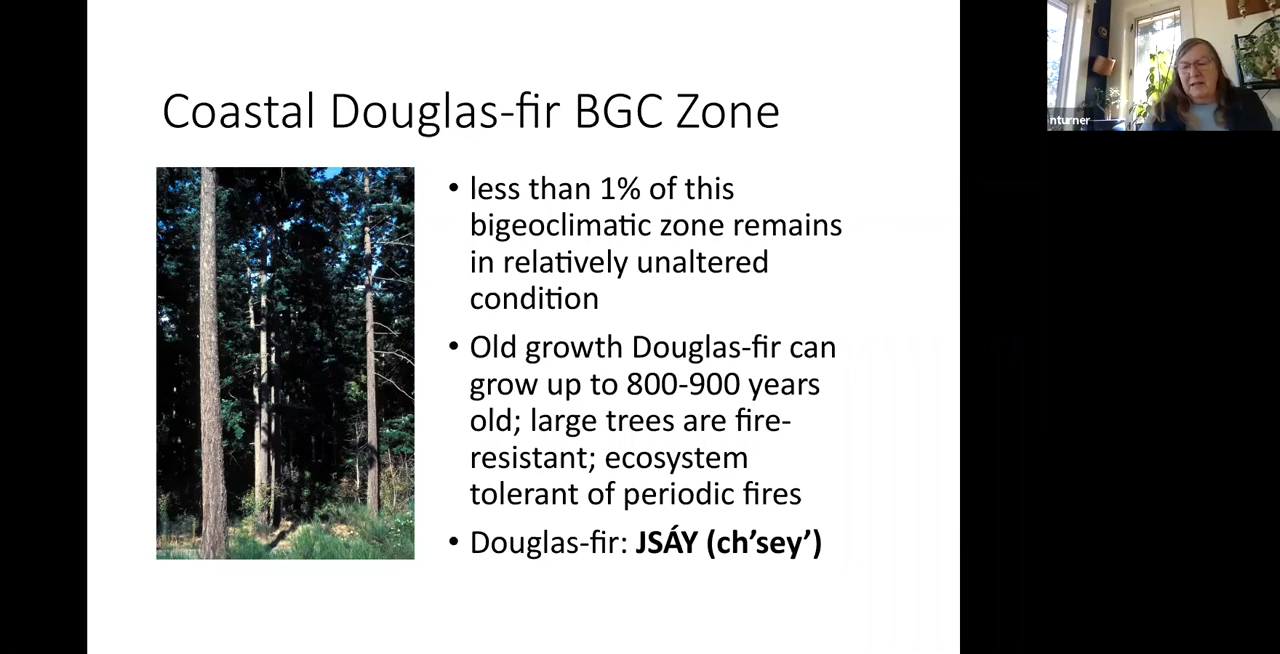 Coastal Douglas-fir BGC Zone
• less than 1% of this
bigeoclimatic zone remains
in relatively unaltered
condition
• Old growth Douglas-fir can
grow up to 800-900 years
old; large trees are fire-
resistant; ecosystem
tolerant of periodic fires
• Douglas-fir: JSÁY (ch’sey’)
nturner